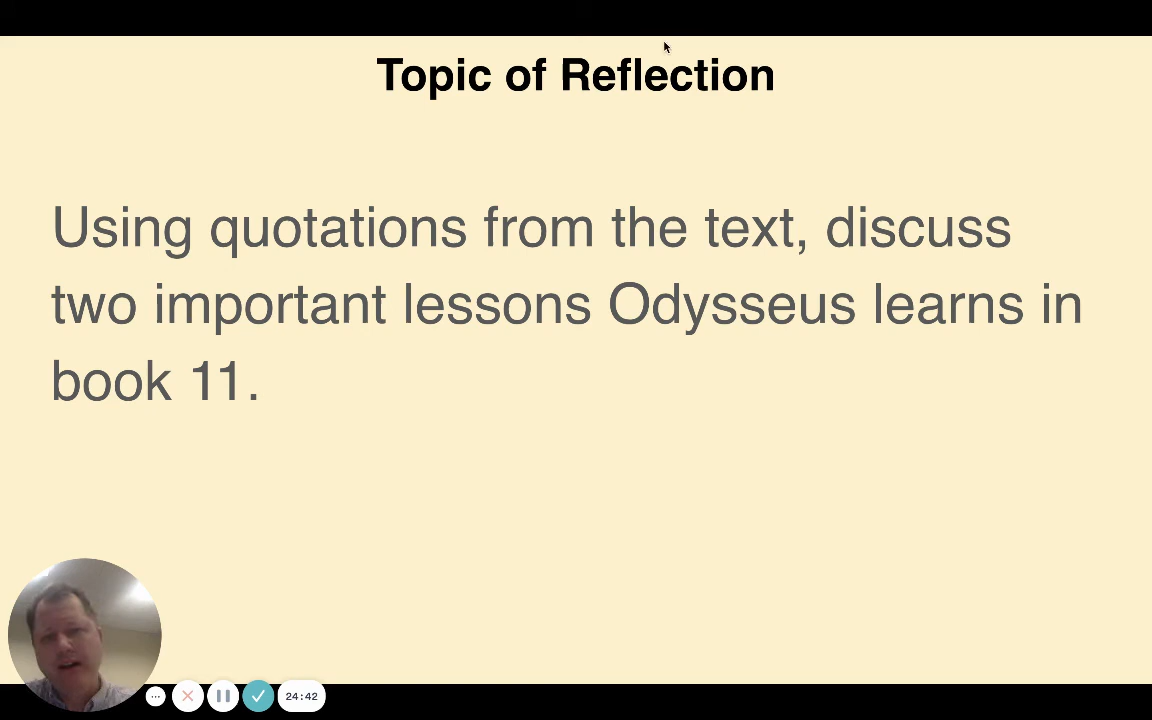 Topic of Reflection
Using quotations from the text, discuss
two important lessons Odysseus learns in
book 11.
24:42